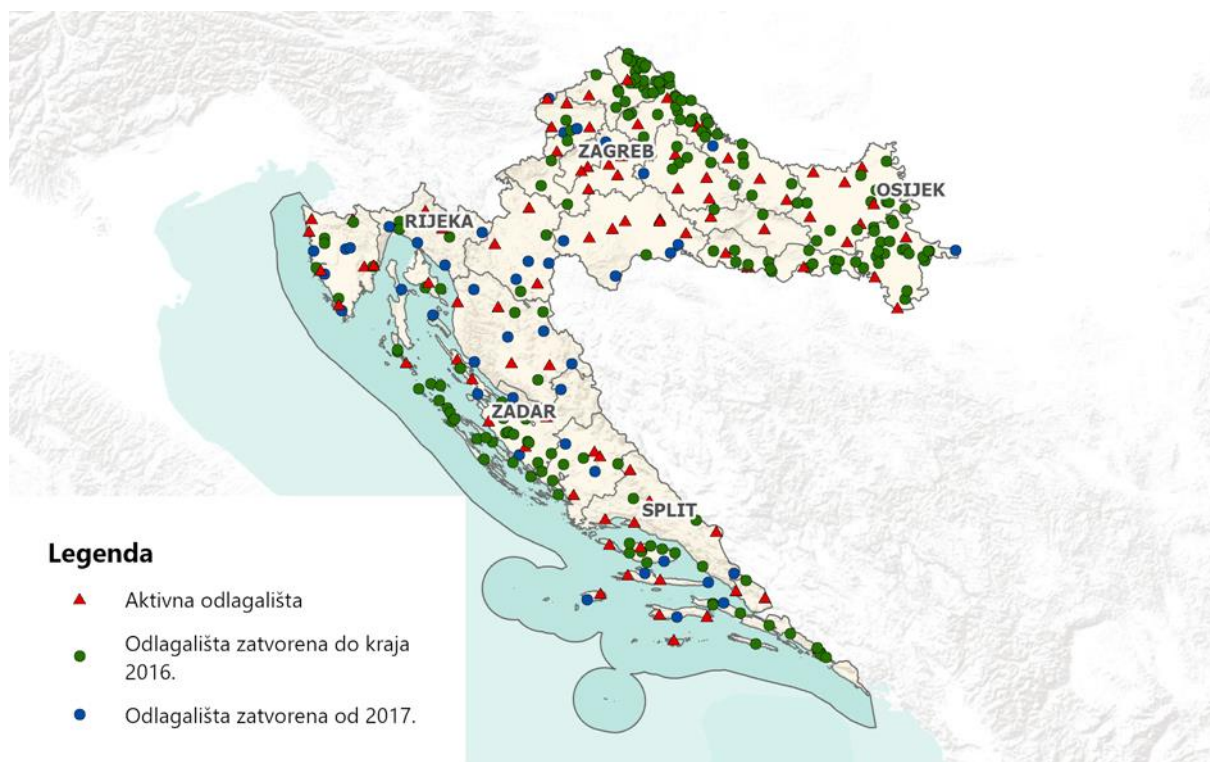 ZAGREB
OSIJEK
RIJEKA
ZADAR
SPLIT
Legenda
Aktivna odlagališta
Odlagališta zatvorena do kraja
2016.
Odlagališta zatvorena od 2017.